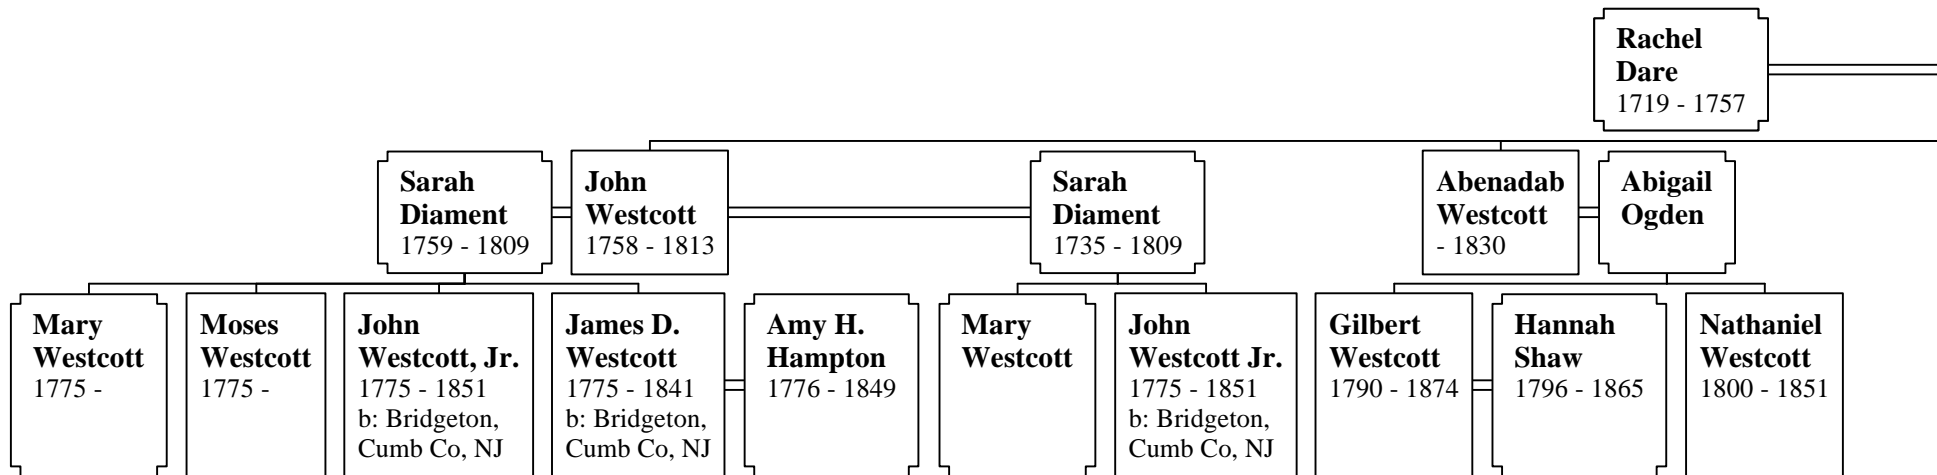 Rachel
Dare
1719 - 1757
Sarah
Diament
1759 - 1809
John
Westcott
1758 - 1813
Sarah
Diament
1735 - 1809
Abenadab
Westcott
- 1830
Abigail
Ogden
Mary
Westcott
1775 -
Moses
Westcott
1775 -
John
Westcott, Jr.
1775 - 1851
b: Bridgeton,
Cumb Co, NJ
James D.
Westcott
1775 - 1841
b: Bridgeton,
Cumb Co, NJ
Amy H.
Hampton
1776 - 1849
Mary
Westcott
John
Westcott Jr.
1775 - 1851
b: Bridgeton,
Cumb Co, NJ
Gilbert
Westcott
1790 - 1874
Hannah
Shaw
1796 - 1865
Nathaniel
Westcott
1800 - 1851